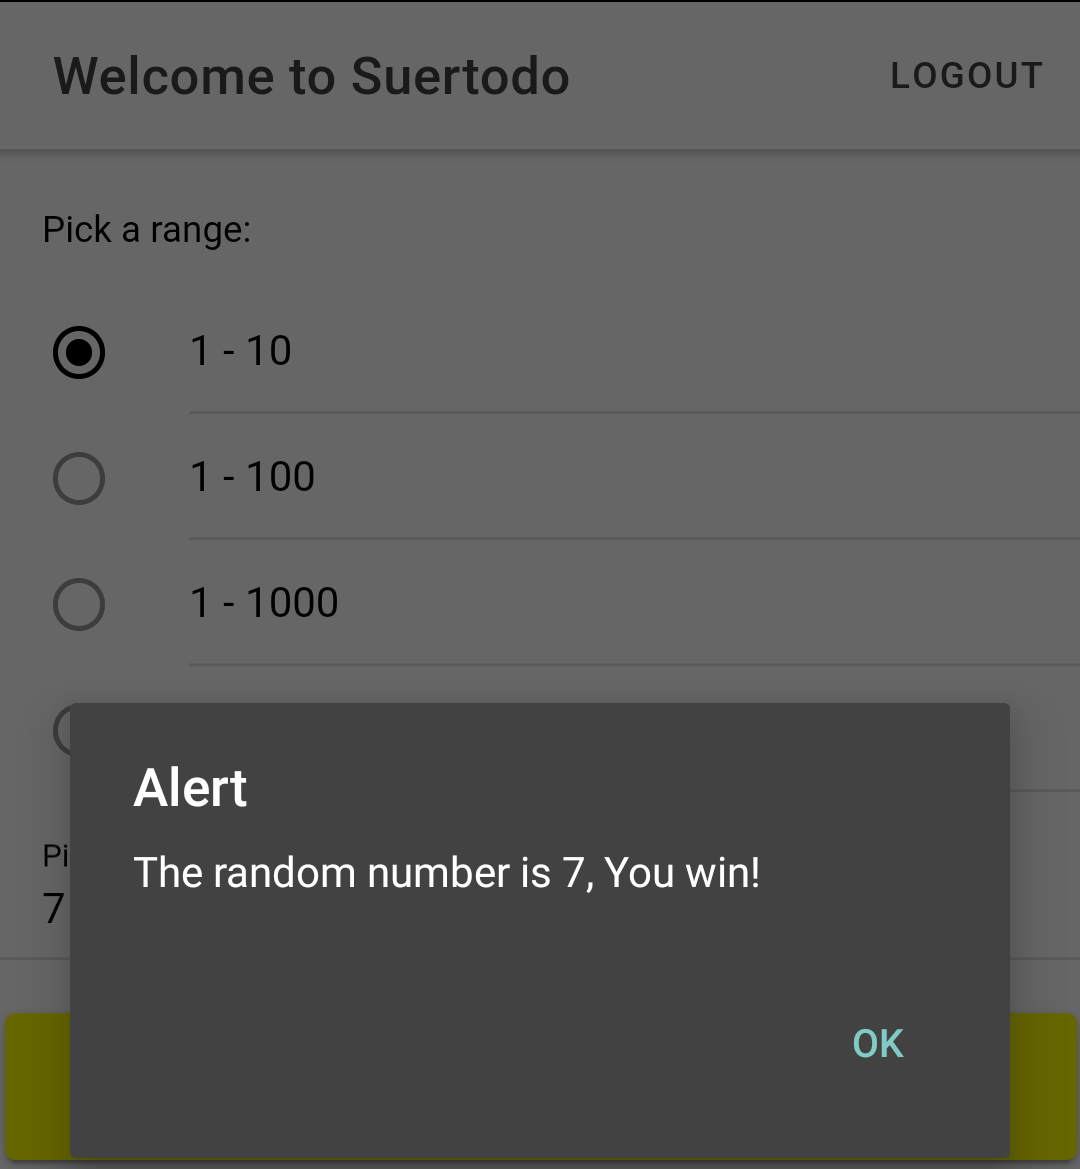 Welcome to Suertodo
LOGOUT
Pick a range:
1 - 10
1 - 100
1 - 1000
Alert
The random number is 7, You win!
Pi
7
OK